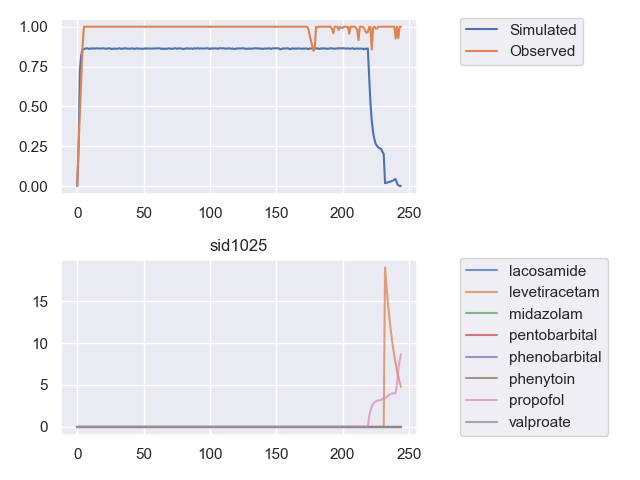 1.00
0.75
0.50
0.25
0.00
0 50 100 150 200 250
Simulated
Observed
sid1025
15
10
5
0
0 50 100 150 200 250
lacosamide
levetiracetam
midazolam
pentobarbital
phenobarbital
phenytoin
propofol
valproate